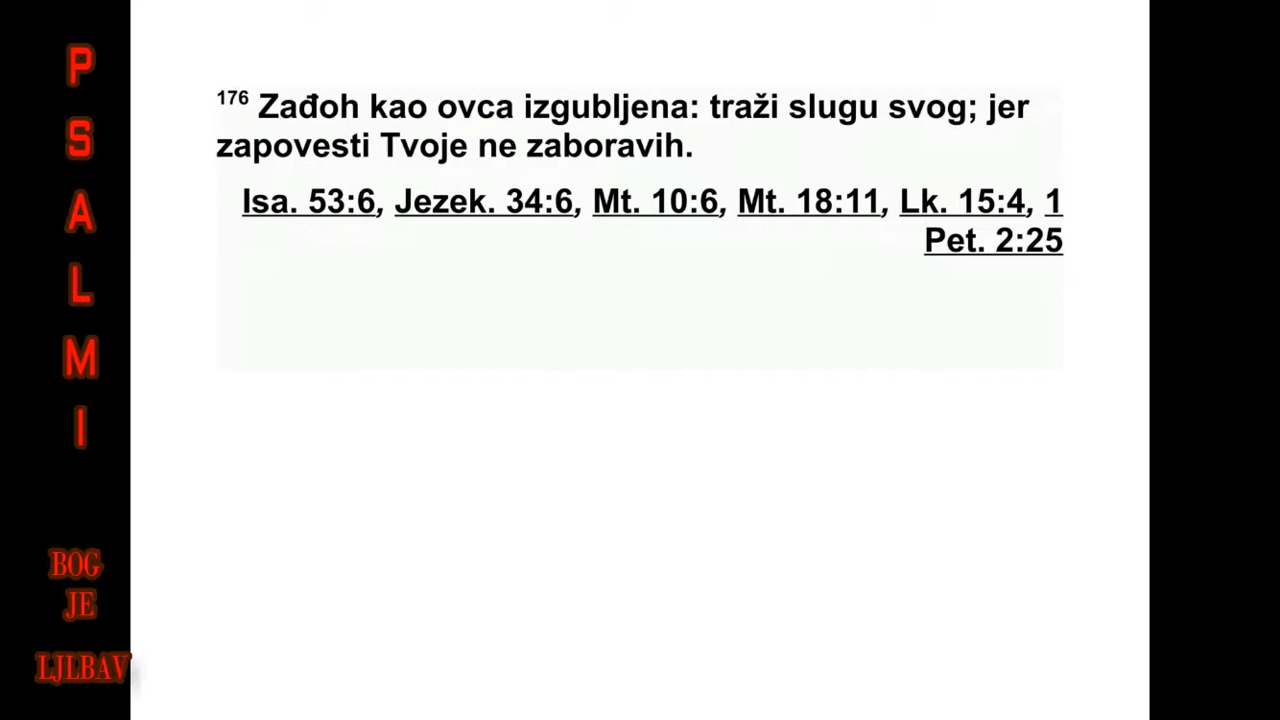 PSALMI
BOG
JE
LJLBAV
176 Zađoh kao ovca izgubljena: traži slugu svog; jer
zapovesti Tvoje ne zaboravih.
Isa. 53:6, Jezek. 34:6, Mt. 10:6, Mt. 18:11, Lk. 15:4, 1
Pet. 2:25